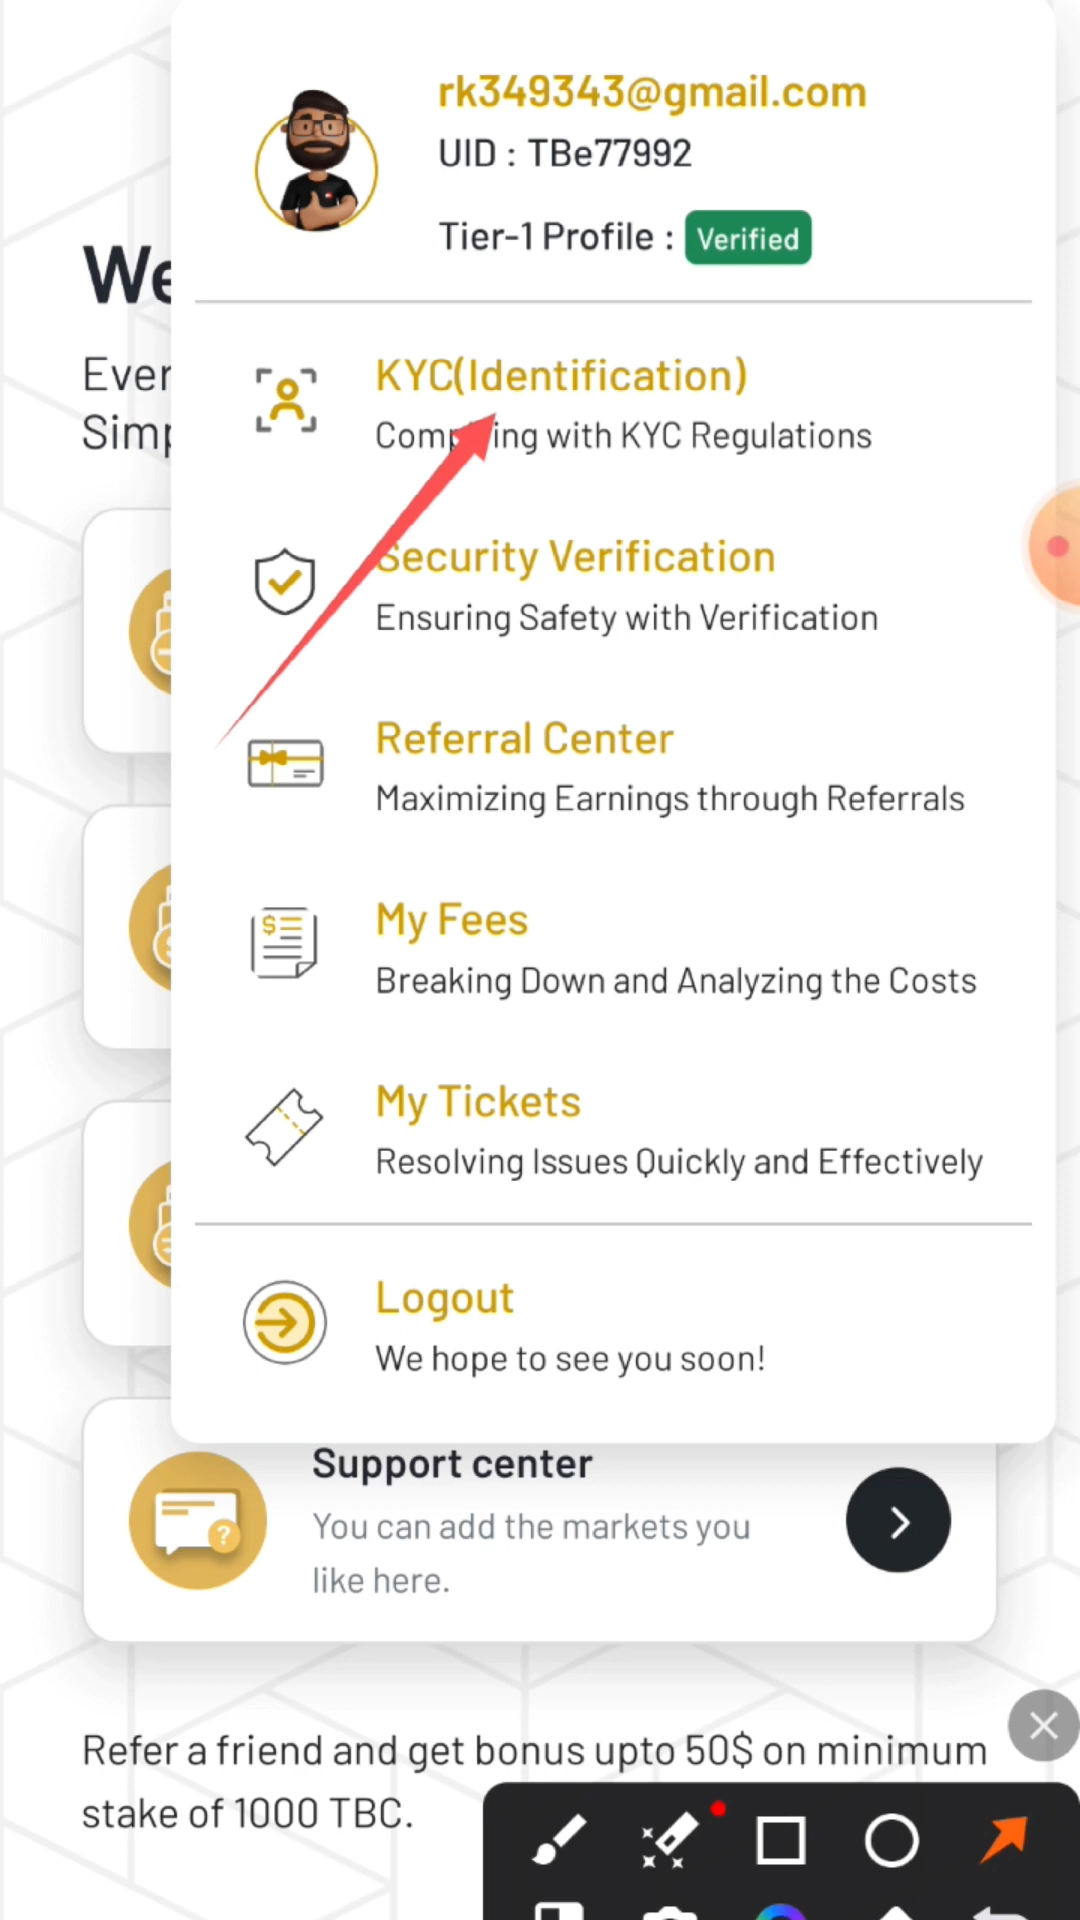 rk349343@gmail.com
UID : TBe77992
Tier-1 Profile : Verified
We
Ever
Simp
KYC(Identification)
Com ing with KYC Regulations
Security Verification
Ensuring Safety with Verification
Referral Center
Maximizing Earnings through Referrals
My Fees
Breaking Down and Analyzing the Costs
My Tickets
Resolving Issues Quickly and Effectively
Logout
We hope to see you soon!
Support center
You can add the markets you
like here.
Refer a friend and get bonus upto 50$ on minimum
stake of 1000 TBC.